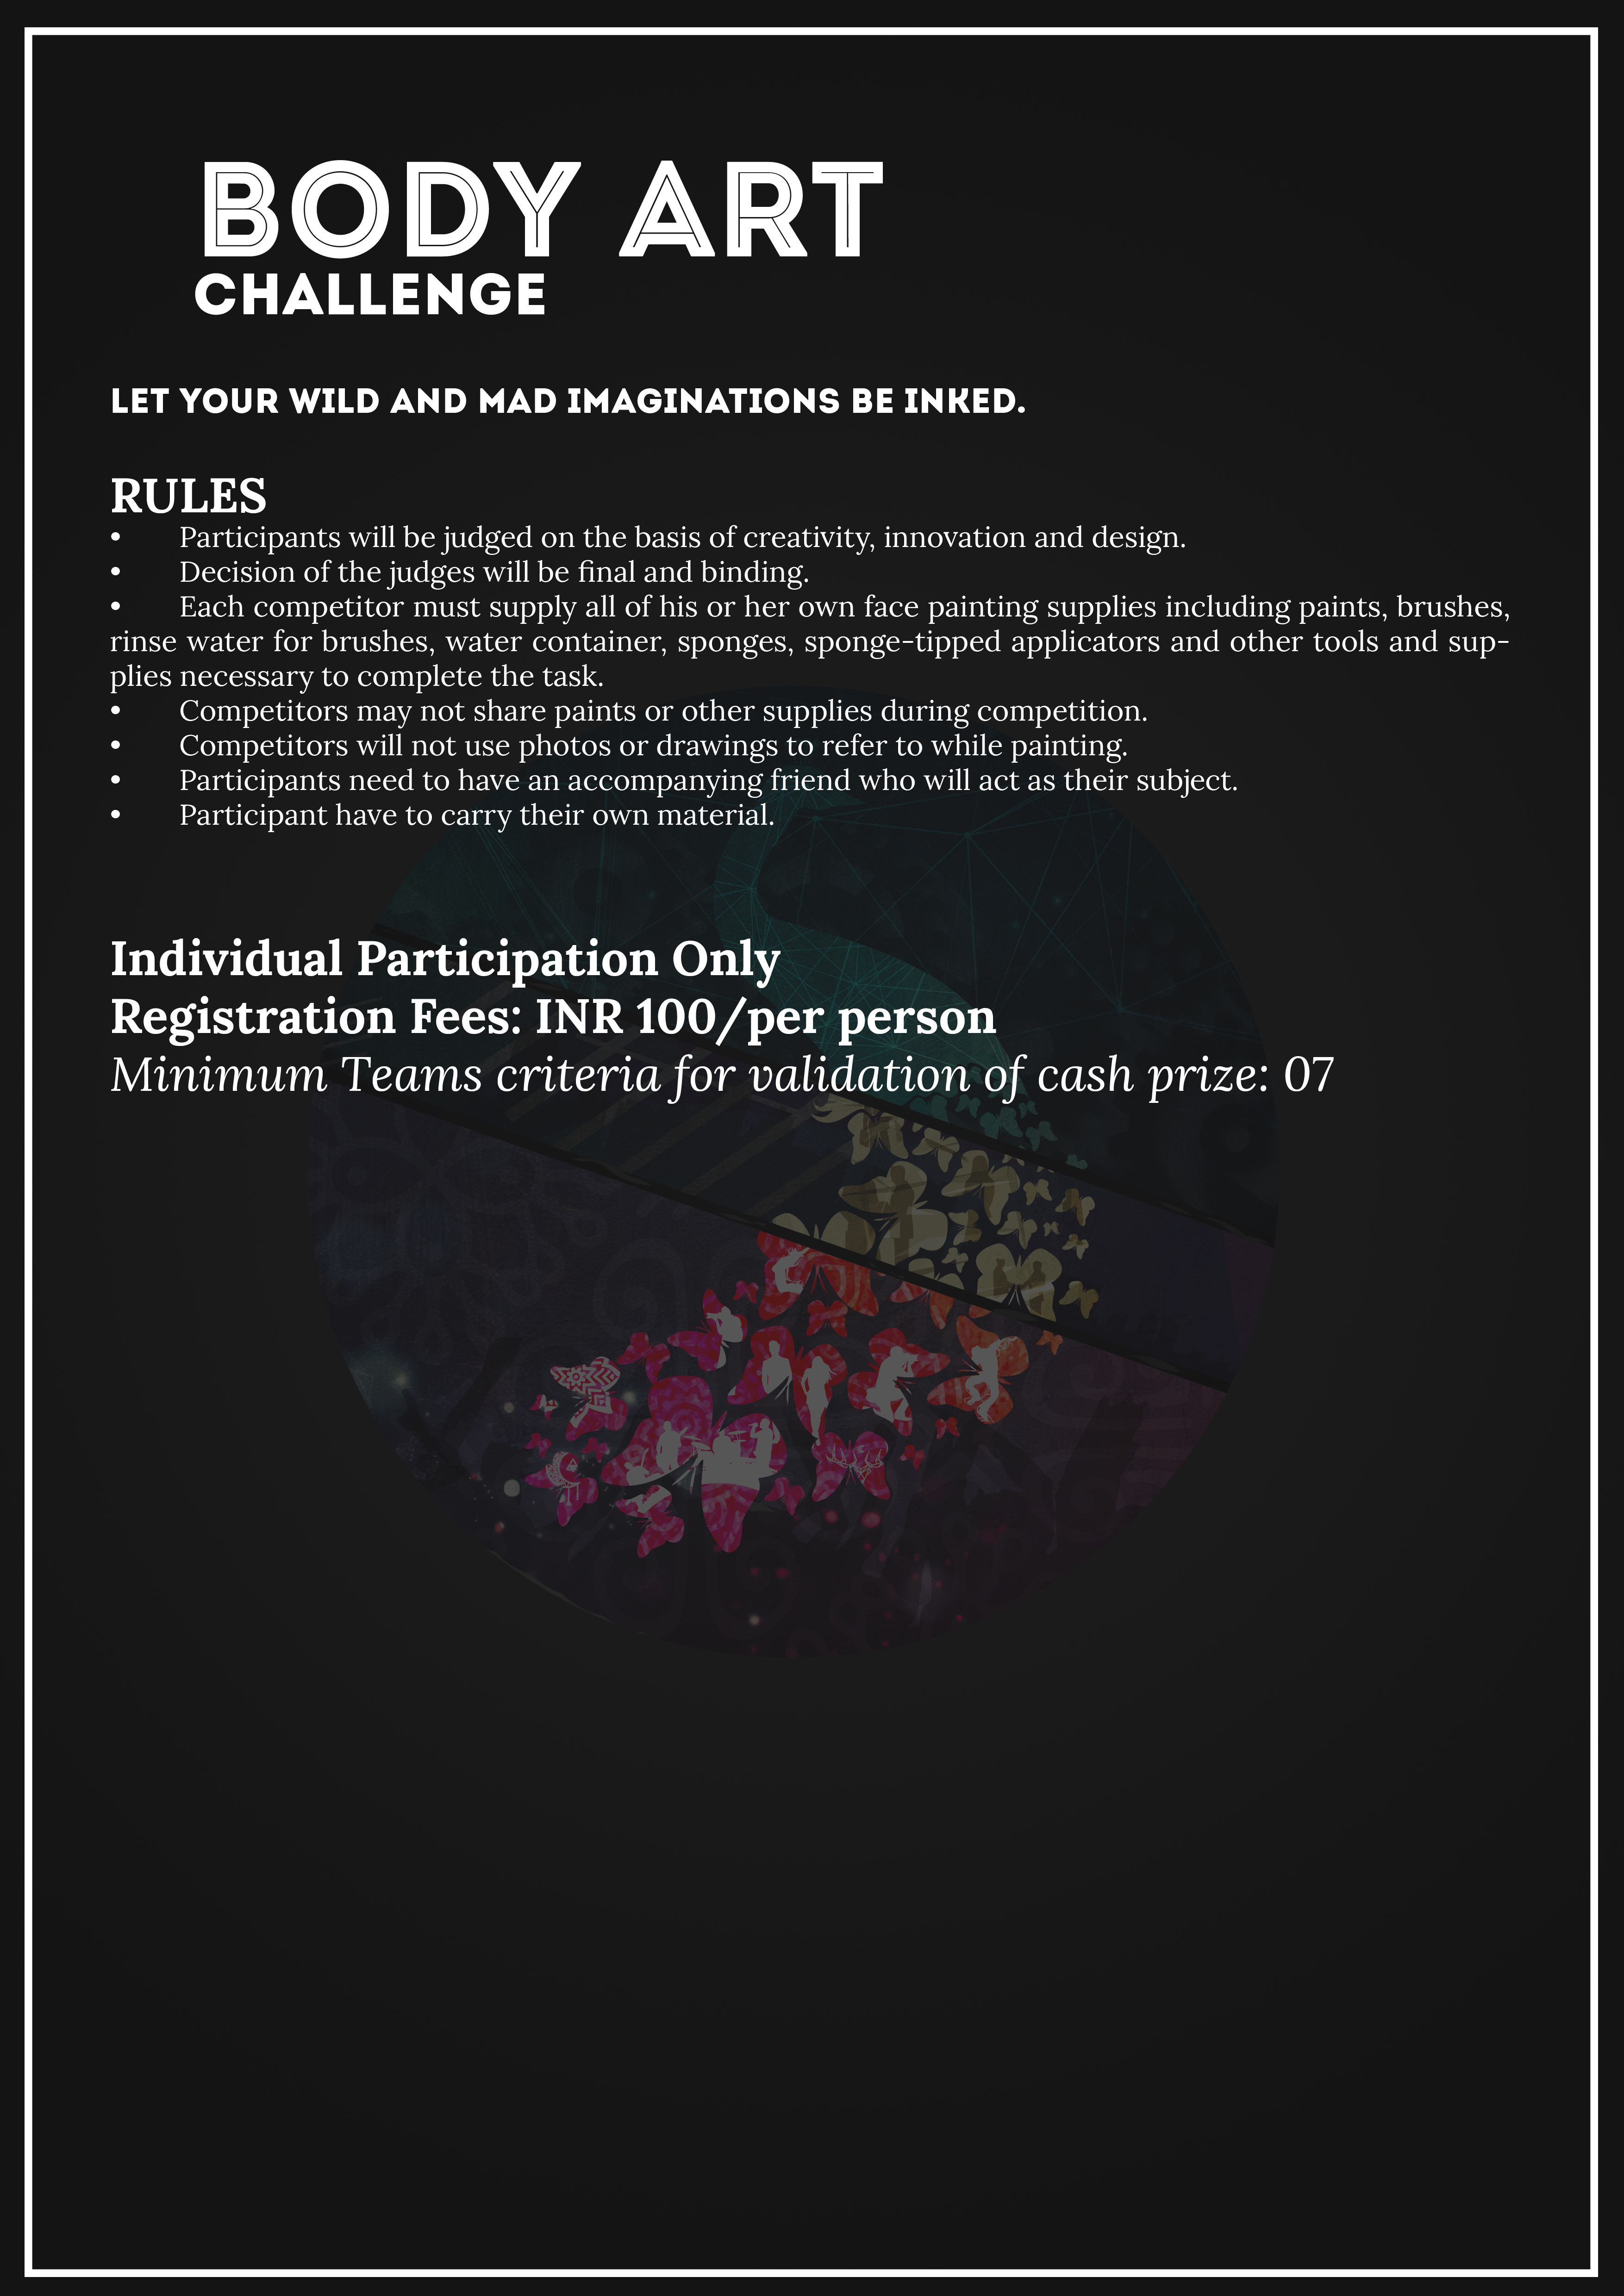 BODY ART
CHALLENGE
LET YOUR WILD AND MAD IMAGINATIONS BE INKED.
RULES
• Participants will be judged on the basis of creativity, innovation and design.
• Decision of the judges will be final and binding.
• Each competitor must supply all of his or her own face painting supplies including paints, brushes,
rinse water for brushes, water container, sponges, sponge-tipped applicators and other tools and sup-
plies necessary to complete the task.
• Competitors may not share paints or other supplies during competition.
• Competitors will not use photos or drawings to refer to while painting.
• Participants need to have an accompanying friend who will act as their subject.
• Participant have to carry their own material.
Individual Participation Only
Registration Fees: INR 100/per person
Minimum Teams criteria for validation of cash prize: 07